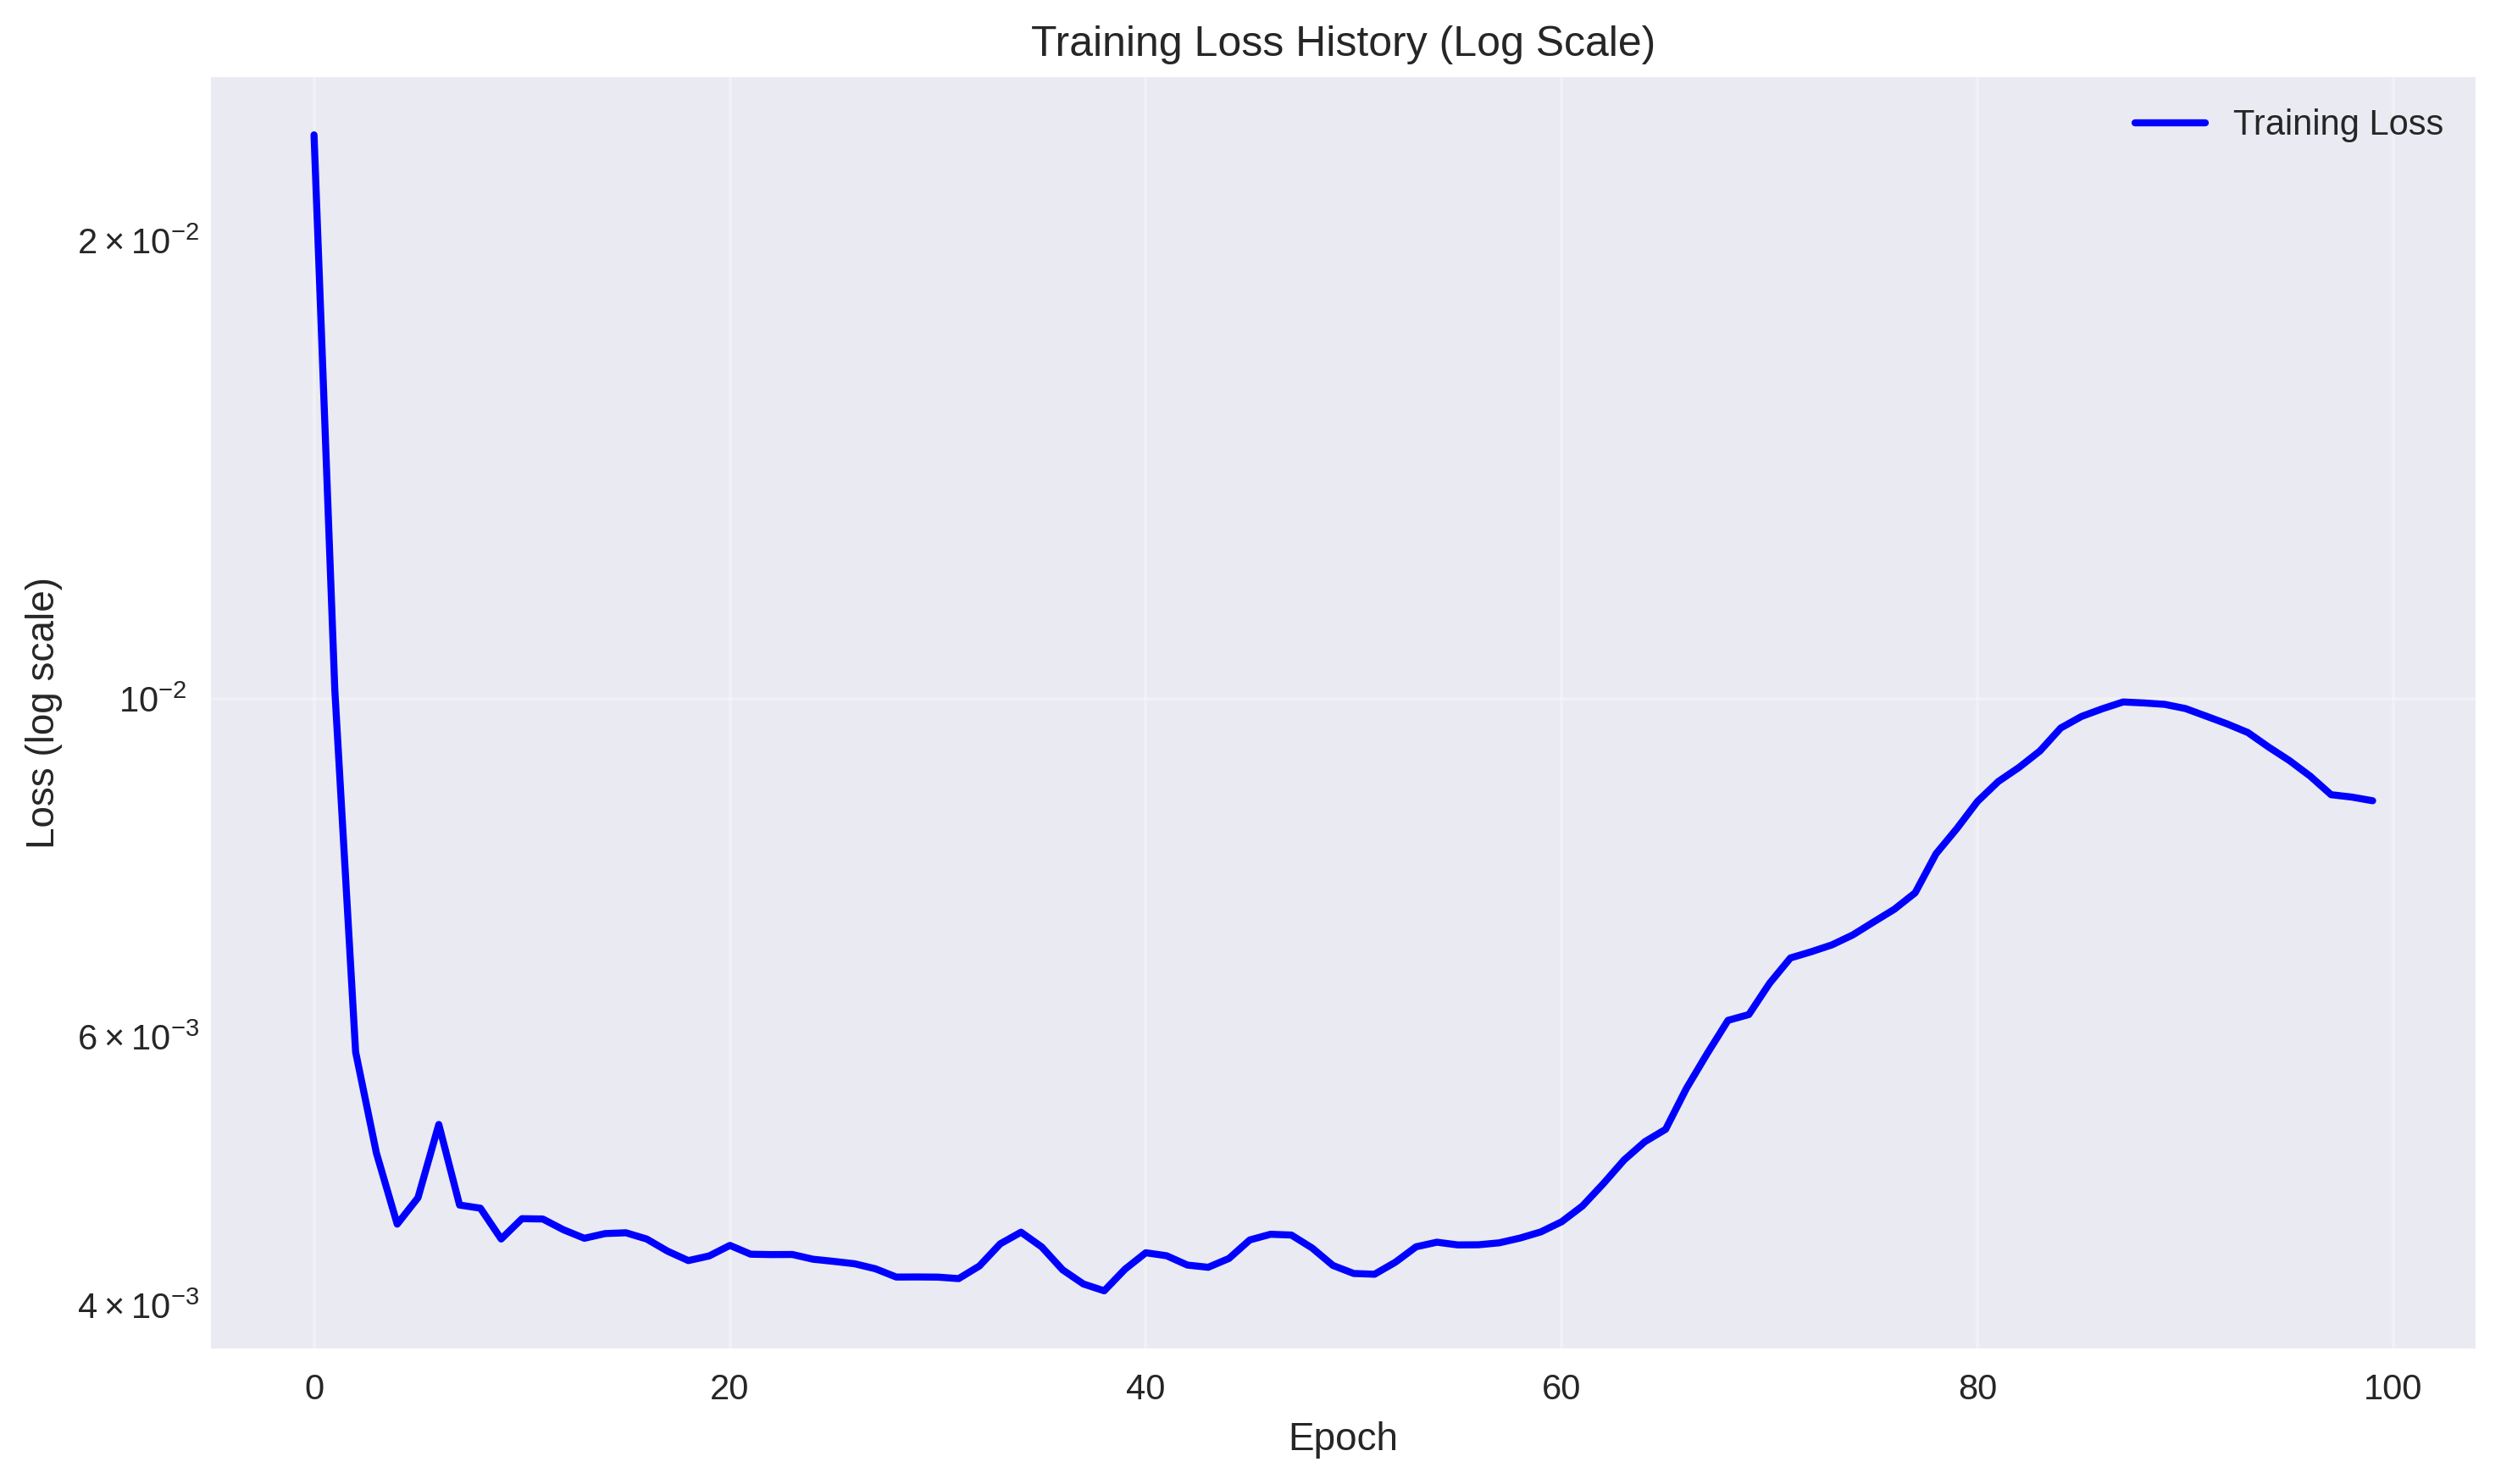 Training Loss History (Log Scale)
Training Loss
2 × 10⁻²
10⁻²
6 × 10⁻³
4 × 10⁻³
Loss (log scale)
0 20 40 60 80 100
Epoch